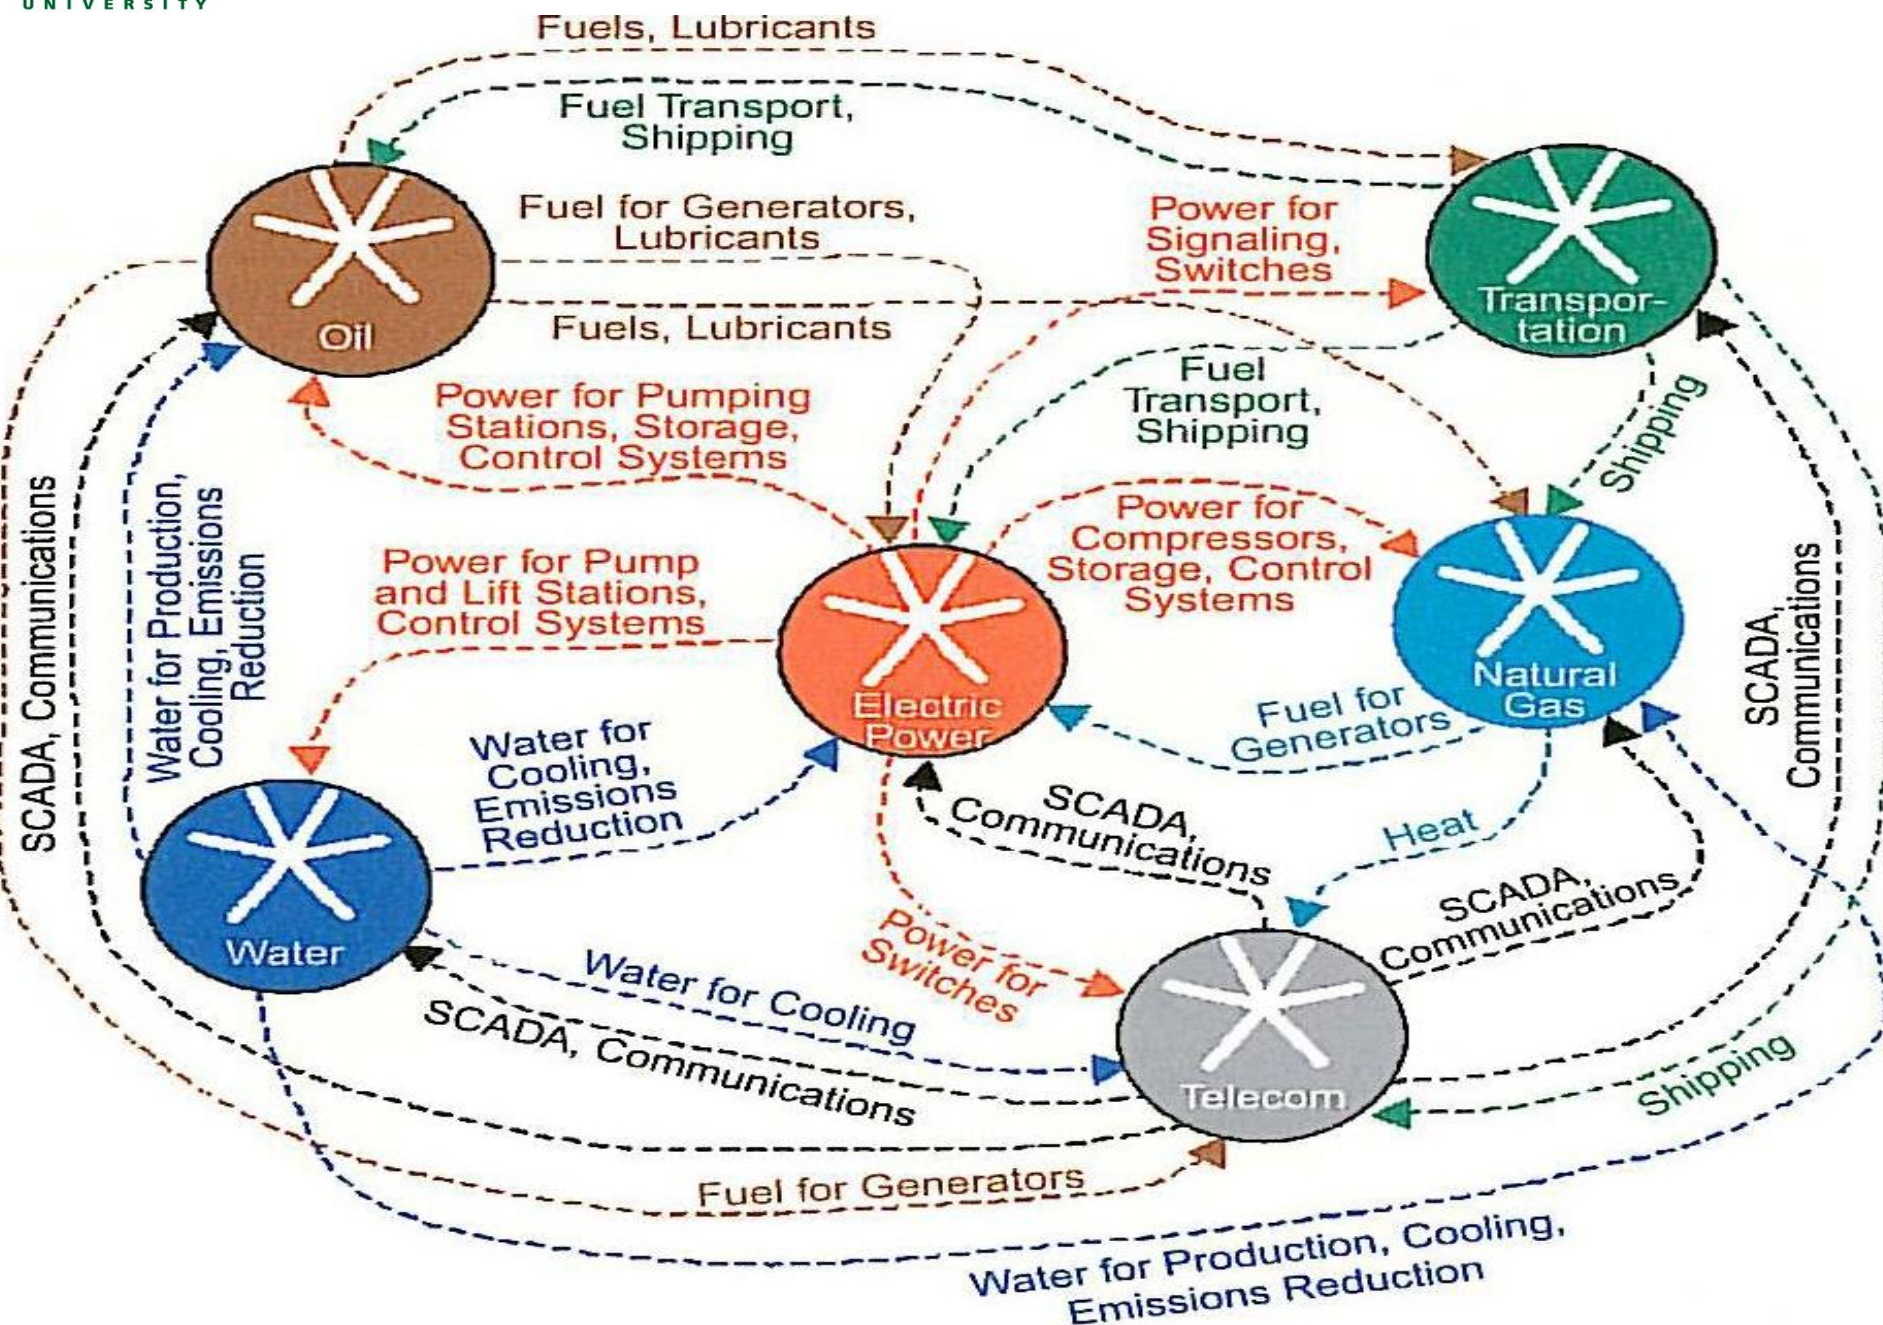 UNIVERSITY
Fuels, Lubricants
Fuel Transport,
Shipping
Fuel for Generators,
Lubricants
Power for
Signaling,
Switches
Transpor-
tation
Oil
Fuels, Lubricants
Fuel
Transport,
Shipping
Shipping
Power for Pumping
Stations, Storage,
Control Systems
SCADA, Communications
Water for Production,
Cooling, Emissions
Reduction
Power for Pump
and Lift Stations,
Control Systems
Power for
Compressors,
Storage, Control
Systems
Electric
Power
Natural
Gas
SCADA,
Communications
Fuel for
Generators
Water for
Cooling,
Emissions
Reduction
SCADA,
Communications
Heat
SCADA,
Communications
Water
Power for
Switches
Water for Cooling
SCADA, Communications
Telecom
Shipping
Fuel for Generators
Water for Production, Cooling,
Emissions Reduction